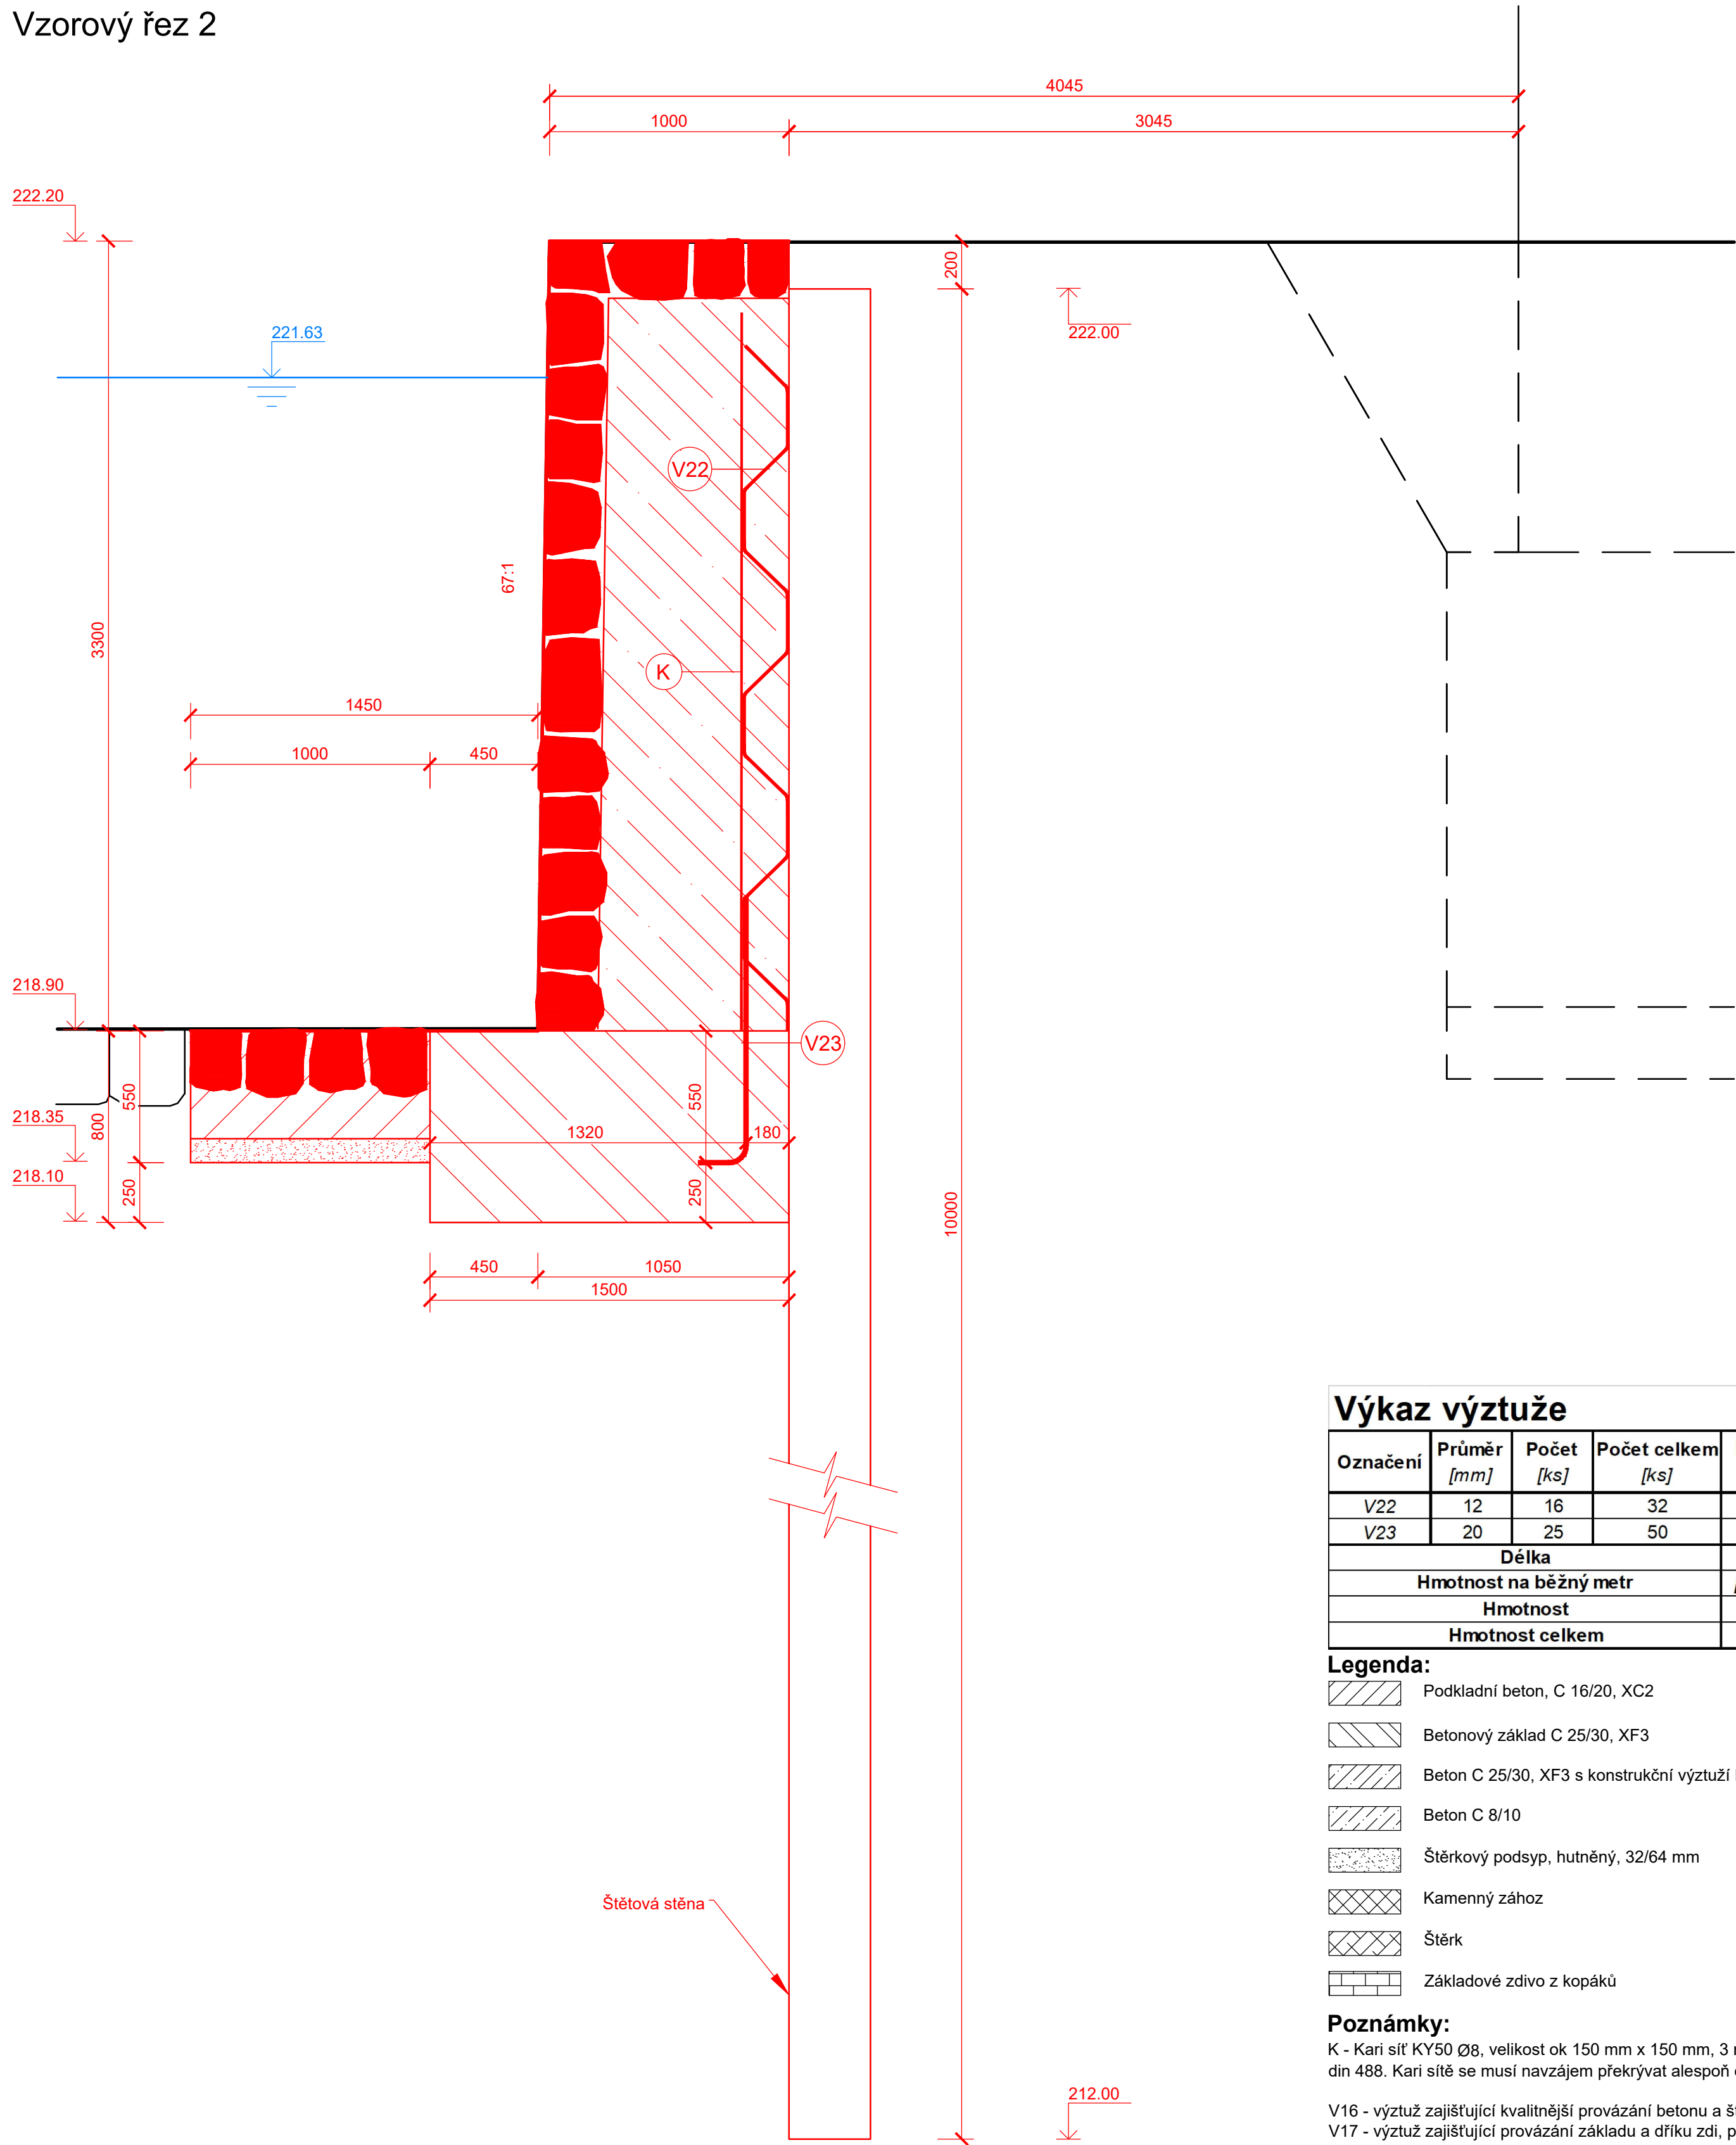 Vzorový řez 2
4045
1000
3045
222.20
200
222.00
221.63
V22
67:1
K
3300
1450
1000
450
218.90
V23
550
550
218.35
800
1320
180
218.10
250
250
10000
450
1050
1500
Výkaz výztuže
Označení Průměr [mm] Počet [ks] Počet celkem [ks]
V22 12 16 32
V23 20 25 50
Délka
Hmotnost na běžný metr
Hmotnost
Hmotnost celkem
Legenda:
Podkladní beton, C 16/20, XC2
Betonový základ C 25/30, XF3
Beton C 25/30, XF3 s konstrukční výztuží
Beton C 8/10
Štěrkový podsyp, hutněný, 32/64 mm
Kamenný zához
Štěrk
Základové zdivo z kopáků
Štětová stěna
Poznámky:
K - Kari síť KY50 Ø8, velikost ok 150 mm x 150 mm, 3
din 488. Kari sítě se musí navzájem překrývat alespoň
212.00
V16 - výztuž zajišťující kvalitnější provázání betonu a
V17 - výztuž zajišťující provázání základu a dříku zdi,